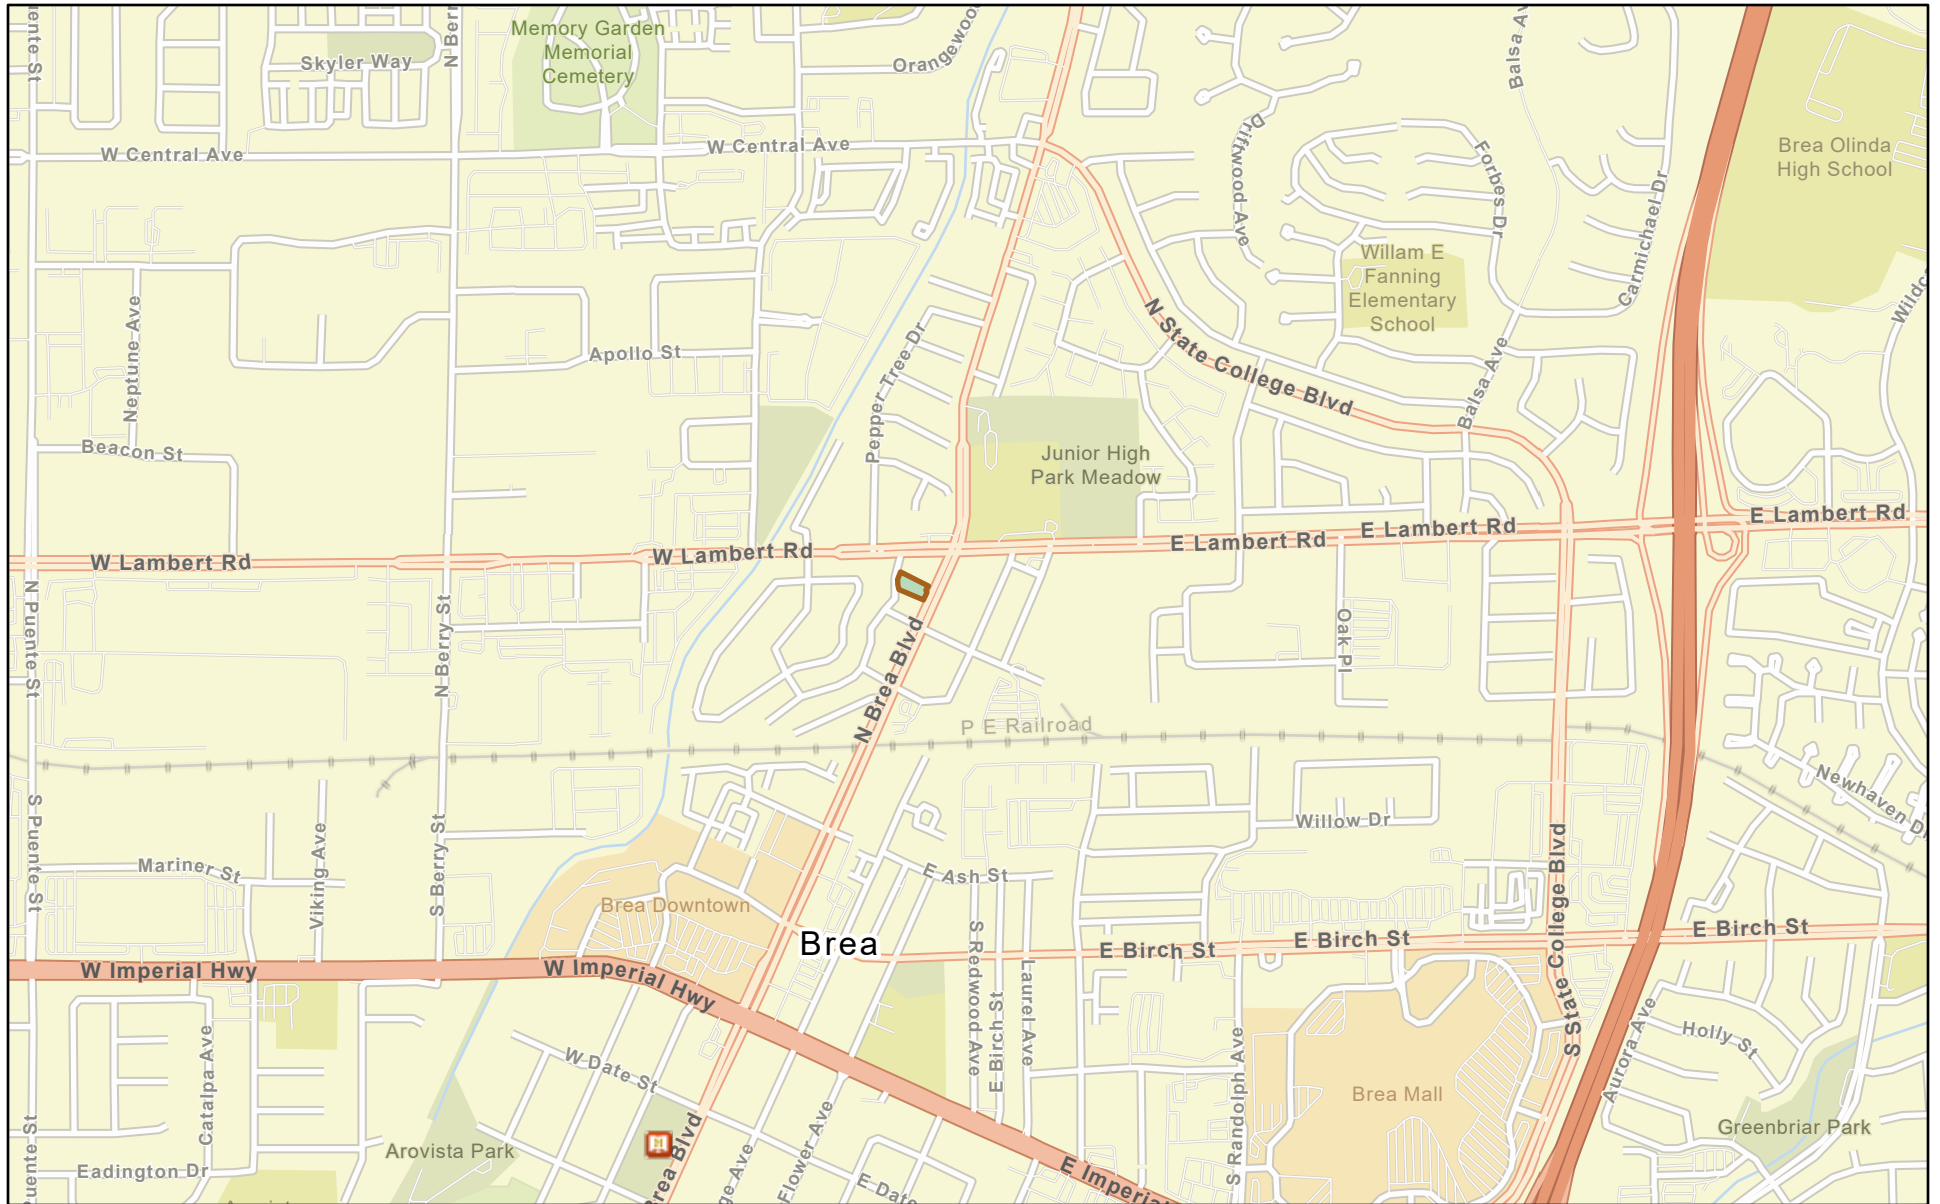 Memory Garden
Memorial
Cemetery
Skyler Way
Orangewood
Balsa Av
N Berr
W Central Ave
W Central Ave
Driftwood Ave
Forbes Dr
Carmichael Dr
Brea Olinda
High School
Willam E
Fanning
Elementary
School
Neptune Ave
Apollo St
Pepper Tree Dr
N State College Blvd
Balsa Ave
Beacon St
Junior High
Park Meadow
W Lambert Rd
W Lambert Rd
E Lambert Rd
E Lambert Rd
E Lambert Rd
N Puente St
N Berry St
N Brea Blvd
Oak Pl
P E Railroad
Newhaven Dr
S Puente St
S Berry St
Mariner St
Viking Ave
Willow Dr
E Ash St
Brea Downtown
Brea
S Redwood Ave
E Birch St
Laurel Ave
E Birch St
E Birch St
E Birch St
S State College Blvd
W Imperial Hwy
W Imperial Hwy
Catalpa Ave
W Date St
S Randolph Ave
Brea Mall
Aurora Ave
Holly St
Greenbriar Park
Arovista Park
Eadington Dr
Brea Blvd
Flower Ave
E Date
E Imperial